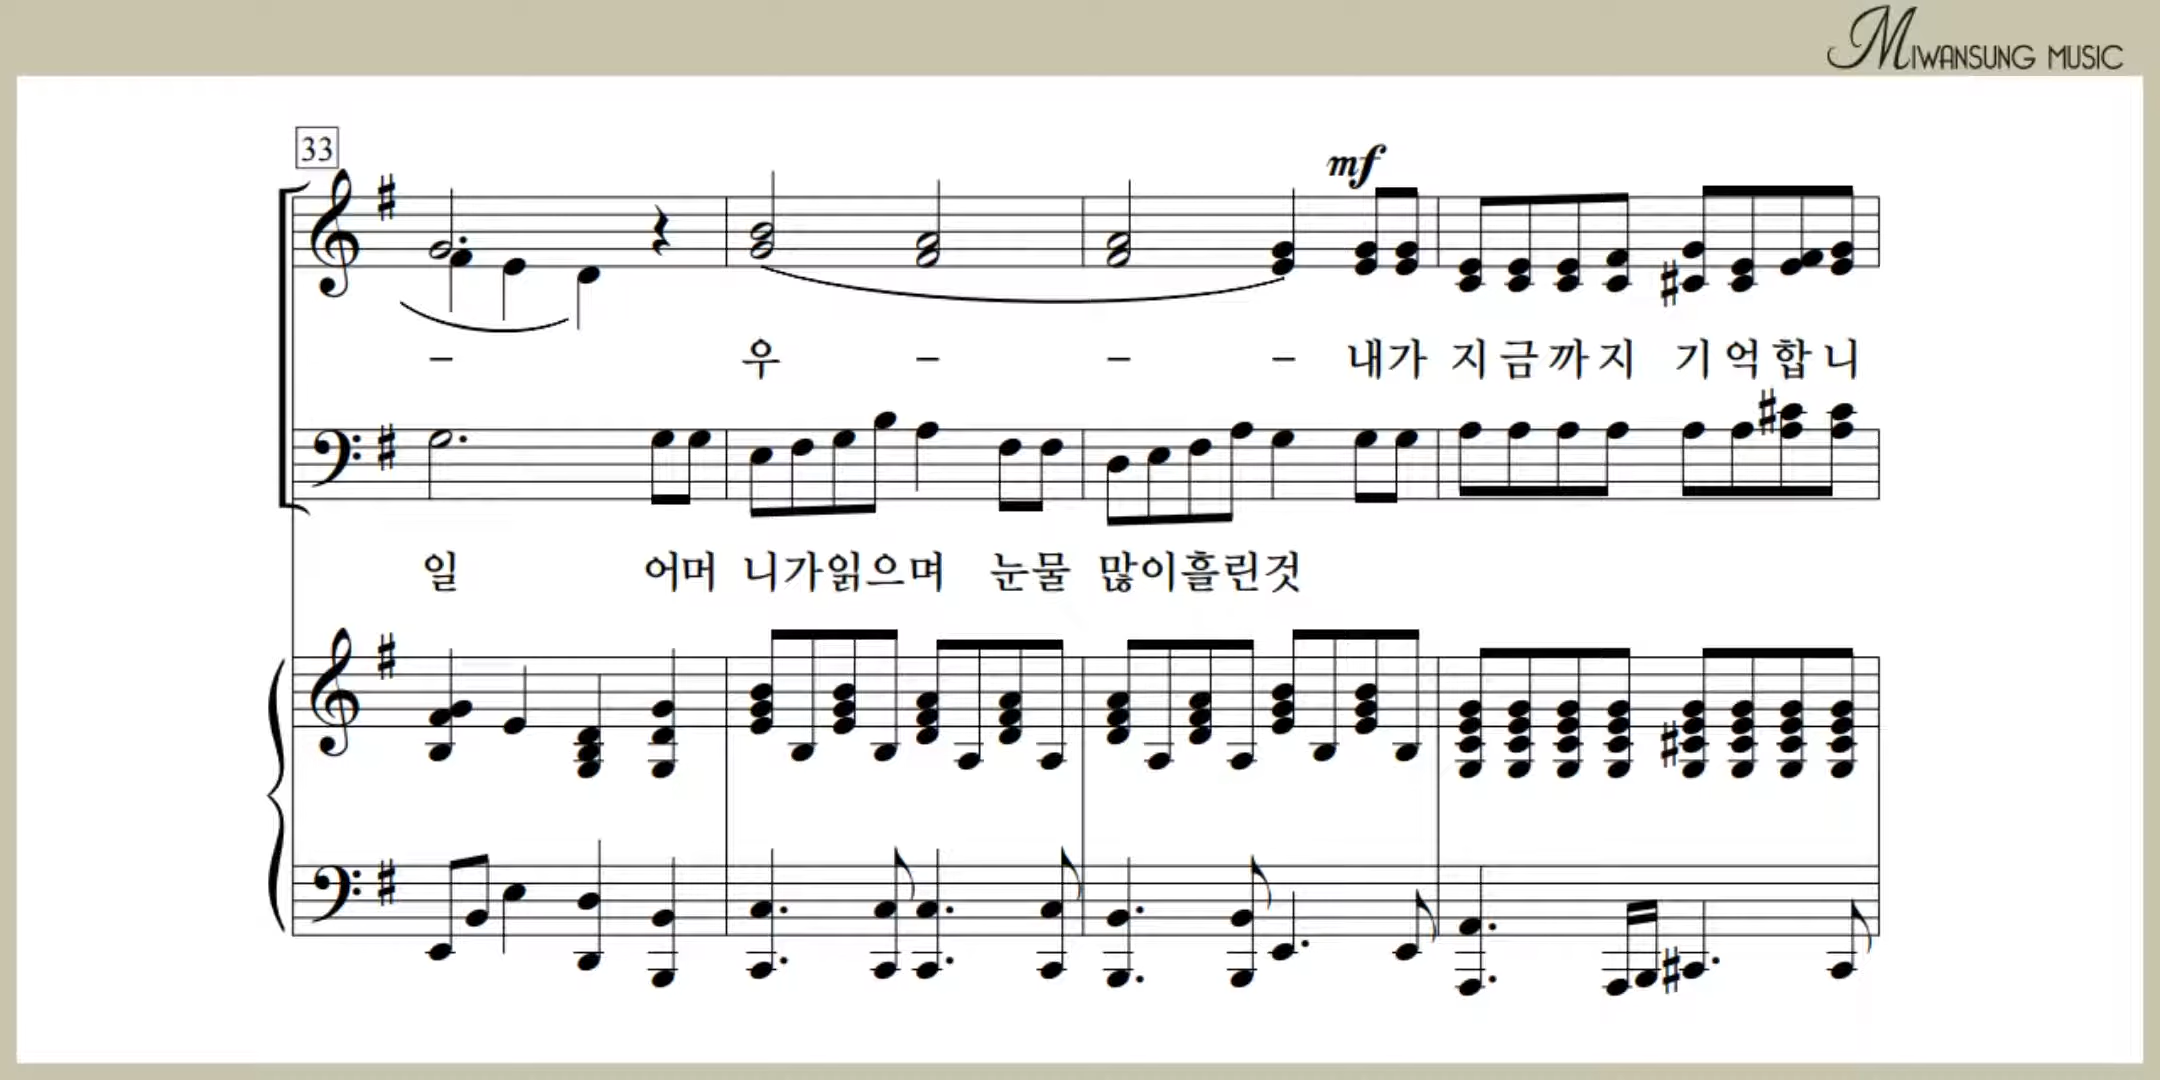 MIWANSUNG MUSIC
33
mf
– 우 – – – 내가 지금까지 기억합니
일 어머 니가읽으며 눈물 많이흘린것